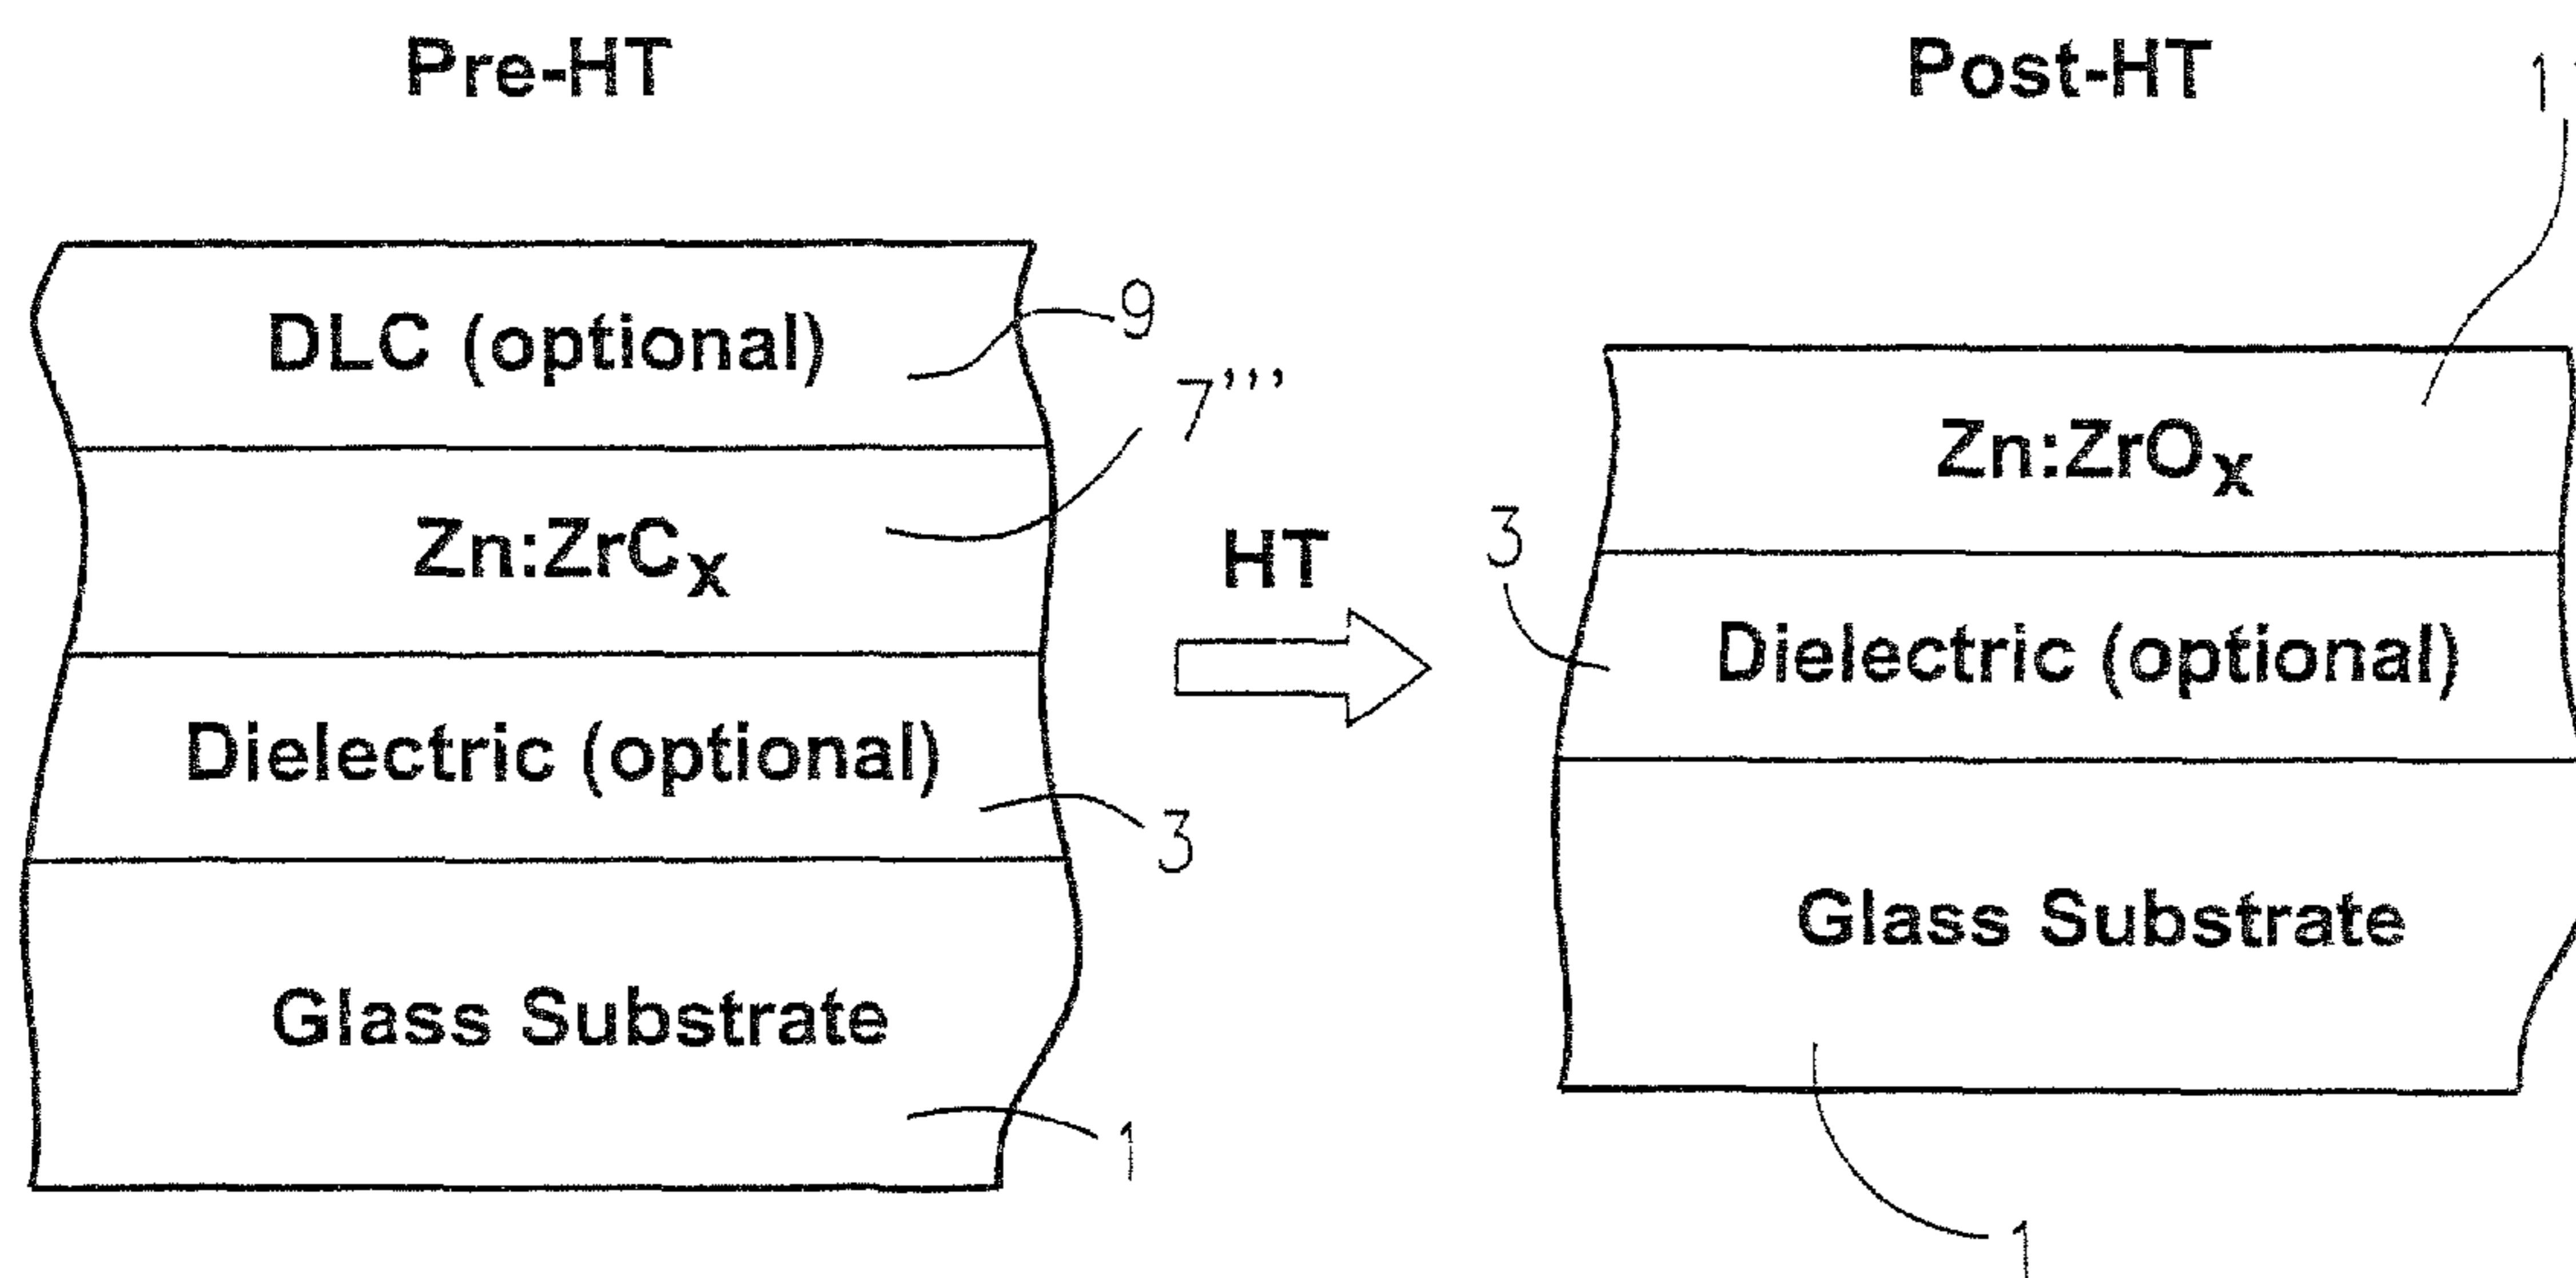 Pre-HT
Post-HT
DLC (optional)
9
7'''
Zn:ZrCx
Dielectric (optional)
3
Glass Substrate
1
HT
Zn:ZrOx
3
Dielectric (optional)
Glass Substrate
1